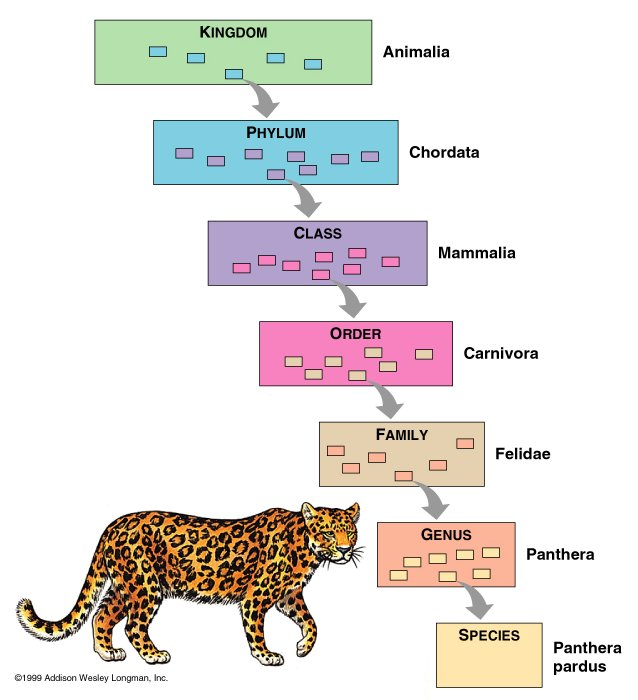 KINGDOM
Animalia
PHYLUM
Chordata
CLASS
Mammalia
ORDER
Carnivora
FAMILY
Felidae
GENUS
Panthera
SPECIES
Panthera
pardus
©1999 Addison Wesley Longman, Inc.